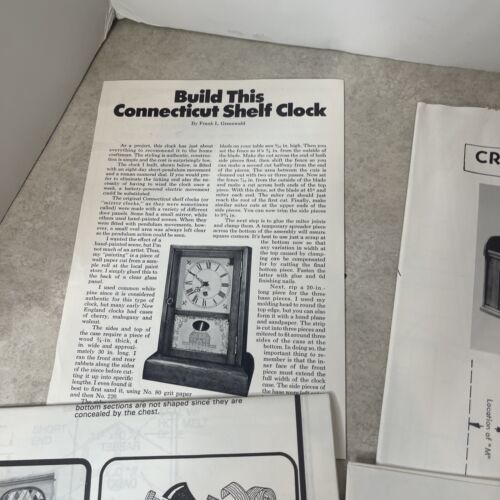 Build This
Connecticut Shelf Clock
By Frank L. Greenwald
As a project, this clock has just about
everything to recommend it to the home
craftsman. The styling is authentic, construc-
tion is simple and the cost is surprisingly low.
The clock I built, shown below, is fitted
with an eight-day short pendulum movement
and a roman numeral dial. If you would pre-
fer to eliminate the ticking and also the ne-
cessity of having to wind the clock once a
week, a battery-powered electric movement
could be substituted.
The original Connecticut shelf clocks (or
"mirror clocks," as they were sometimes
called) were made with a variety of different
door panels. Some had a small mirror, while
others used hand-painted scenes. When they
were fitted with pendulum movements, how-
ever, a small oval area was always left clear
so the pendulum action could be seen.
I wanted the effect of a
hand-painted scene, but I'm
not much of an artist. Thus,
my "painting" is a piece of
wall paper cut from a sam-
ple roll at the local paint
store. I simply glued this to
the back of a clear glass
panel.
I used common white
pine since it is considered
authentic for this type of
clock, but many early New
England clocks had cases
of cherry, mahogany and
walnut.
The sides and top of
the case require a piece of
wood ¾-in. thick, 4
in wide and approxi-
mately 30 in. long. I
ran the front and rear
rabbets along the sides
of the piece before cut-
ting it up into specific
lengths. I even found it
best to first sand it, using No. 80 grit paper
and then No. 220.
blade on your table saw in. high. Then you
set the fence so it's in. from the outside of
the blade. Make the cut across the end of both
side pieces first, then shift the fence so you
can make a second cut halfway from the end
of the pieces. The area between the cuts is
cleaned out with two or three passes. Now set
the fence in. from the outside of the blade
and make a cut across both ends of the top
piece. With this done, set the blade at 45° and
miter each end. The miter cut should just
reach the root of the first cut. Finally, make
similar miter cuts at the upper ends of the
side pieces. You can now trim the side pieces
to in.
The next step is to glue the miter joints
and clamp them. A temporary spreader piece
across the bottom of the assembly will assure
square corners. It's best to use just a scrap at
the bottom now so that
any variation in width at
the top caused by clamp-
ing can be compensated
for by cutting the final
bottom piece. Fasten the
latter with glue and 6d
finishing nails.
Next, rip a 20-in.-
long piece for the three
base pieces. I used my
molding head to round the
top edge, but you can also
form it with a hand plane
and sandpaper. The strip
is cut into three pieces and
mitered to fit around three
sides of the case at the
bottom. In doing so, the
important thing to re-
member is that the in-
ner face of the front
piece must extend the
full width of the clock
case. The side pieces of
the base were left
bottom sections are not shown since they are
concealed by the chest.
CR
Location of "M"